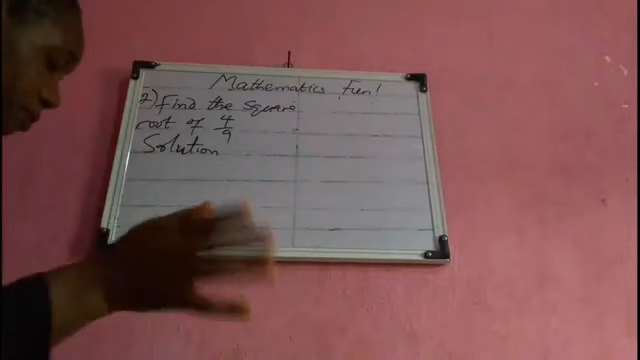 Mathematics Fun!
2) Find the Square
root of 4/9
Solution